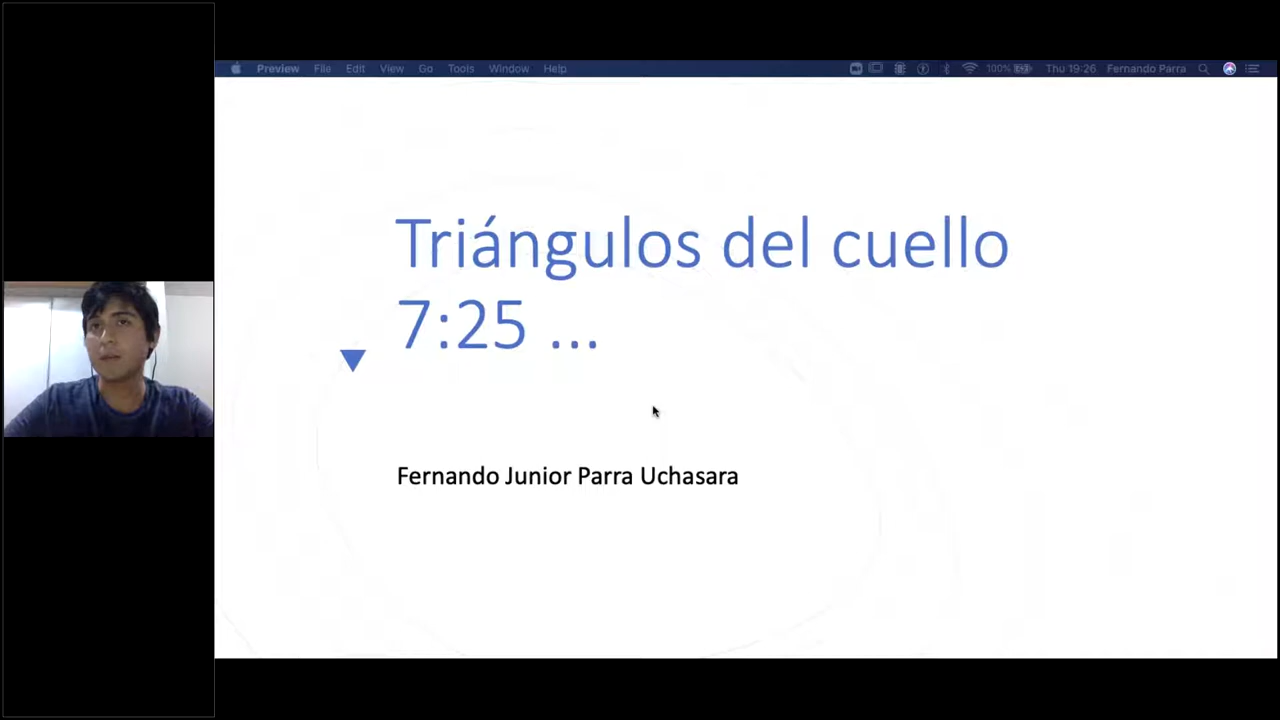 Preview File Edit View Go Tools Window Help 100% Thu 19:26 Fernando Parra
Triángulos del cuello
7:25 ...
Fernando Junior Parra Uchasara